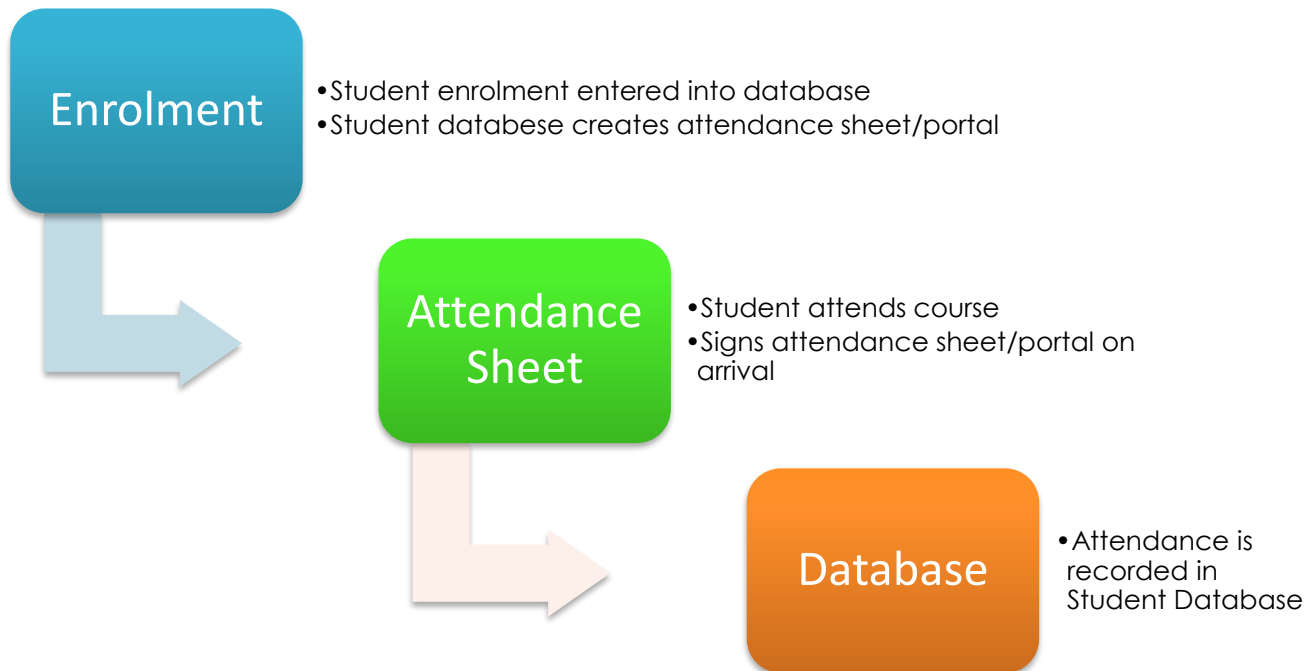 Enrolment
•Student enrolment entered into database
•Student databese creates attendance sheet/portal
Attendance
Sheet
•Student attends course
•Signs attendance sheet/portal on
arrival
Database
•Attendance is
recorded in
Student Database